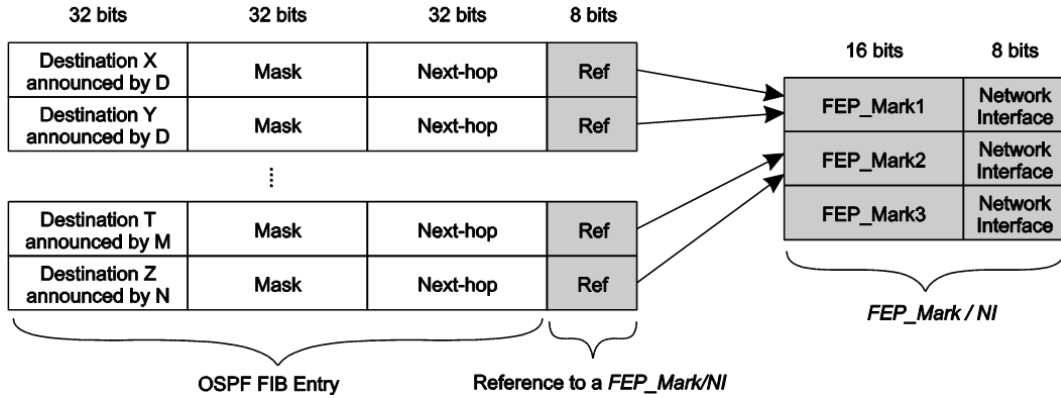 32 bits 32 bits 32 bits 8 bits
16 bits 8 bits
Destination X
announced by D
Mask Next-hop Ref
Destination Y
announced by D
Mask Next-hop Ref
Destination T
announced by M
Mask Next-hop Ref
Destination Z
announced by N
Mask Next-hop Ref
FEP_Mark1
Network
Interface
FEP_Mark2
Network
Interface
FEP_Mark3
Network
Interface
FEP_Mark / NI
OSPF FIB Entry
Reference to a FEP_Mark/NI